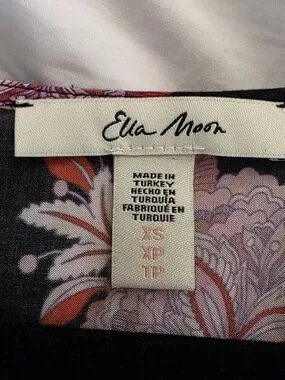 Ella Moon
MADE IN
TURKEY
HECHO EN
TURQUÍA
FABRIQUÉ EN
TURQUIE
XS
XP
TP